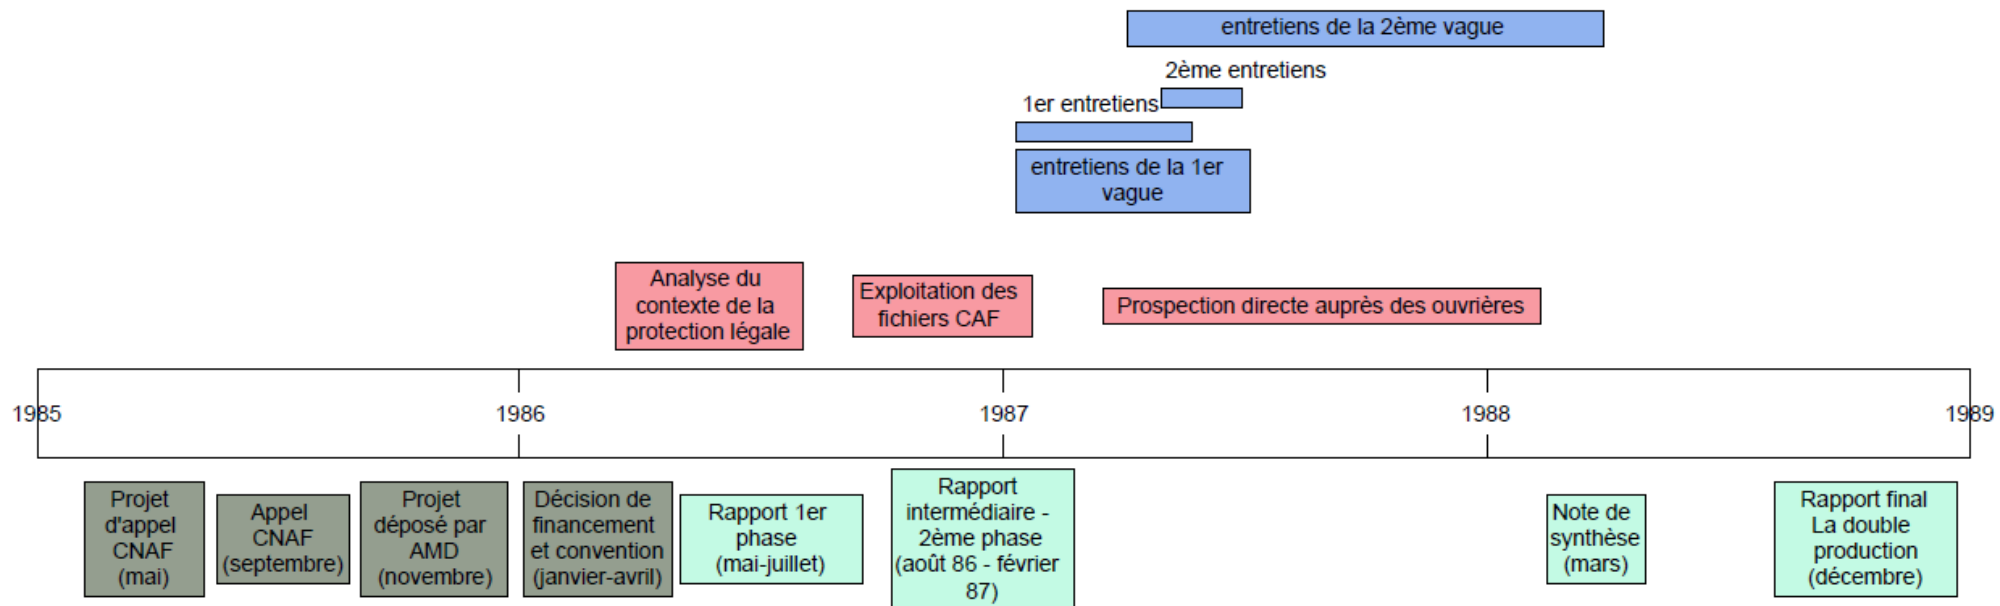 entretiens de la 2ème vague
2ème entretiens
1er entretiens
entretiens de la 1er
vague
Analyse du
contexte de la
protection légale
Exploitation des
fichiers CAF
Prospection directe auprès des ouvrières
1985
1986
1987
1988
1989
Projet
d'appel
CNAF
(mai)
Appel
CNAF
(septembre)
Projet
déposé par
AMD
(novembre)
Décision de
financement
et convention
(janvier-avril)
Rapport 1er
phase
(mai-juillet)
Rapport
intermédiaire -
2ème phase
(août 86 - février
87)
Note de
synthèse
(mars)
Rapport final
La double
production
(décembre)